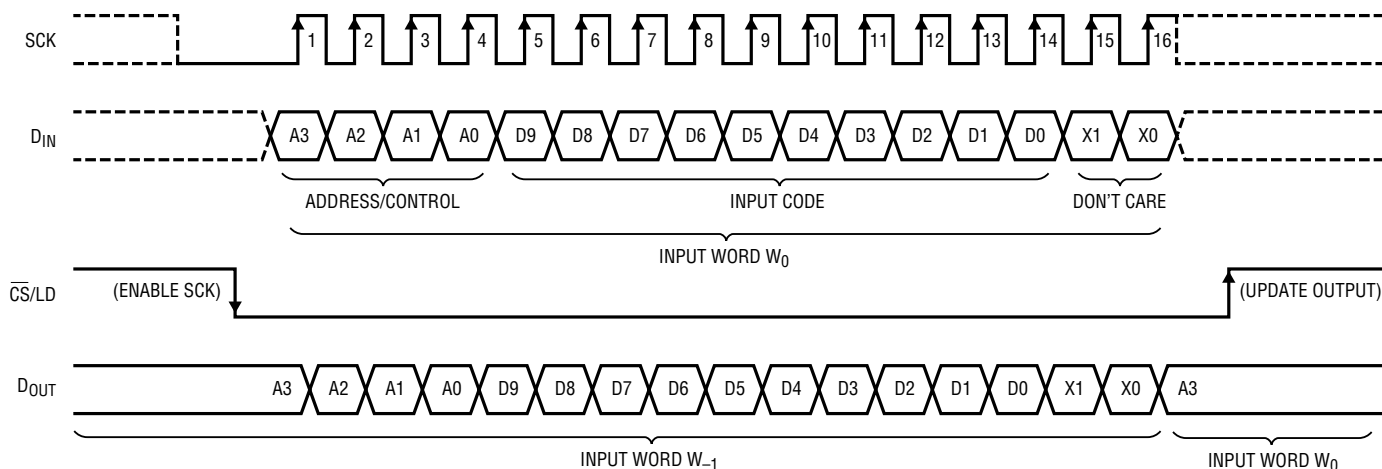 SCK 1 2 3 4 5 6 7 8 9 10 11 12 13 14 15 16
DIN A3 A2 A1 A0 D9 D8 D7 D6 D5 D4 D3 D2 D1 D0 X1 X0
ADDRESS/CONTROL INPUT CODE DON'T CARE
INPUT WORD W0
CS/LD (ENABLE SCK) (UPDATE OUTPUT)
DOUT A3 A2 A1 A0 D9 D8 D7 D6 D5 D4 D3 D2 D1 D0 X1 X0 A3
INPUT WORD W–1 INPUT WORD W0